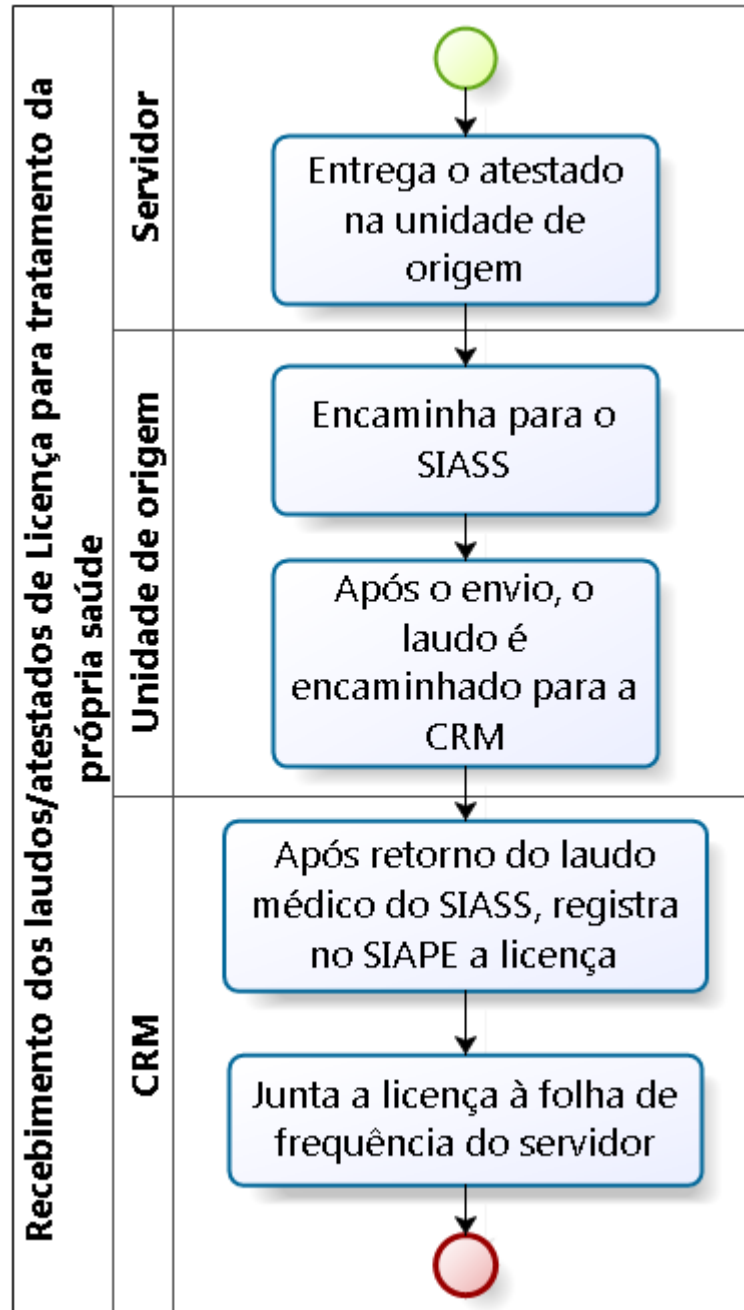 Recebimento dos laudos/atestados de Licença para tratamento da
própria saúde
Servidor
Entrega o atestado
na unidade de
origem
Unidade de origem
Encaminha para o
SIASS
Após o envio, o
laudo é
encaminhado para a
CRM
CRM
Após retorno do laudo
médico do SIASS, registra
no SIAPE a licença
Junta a licença à folha de
frequência do servidor